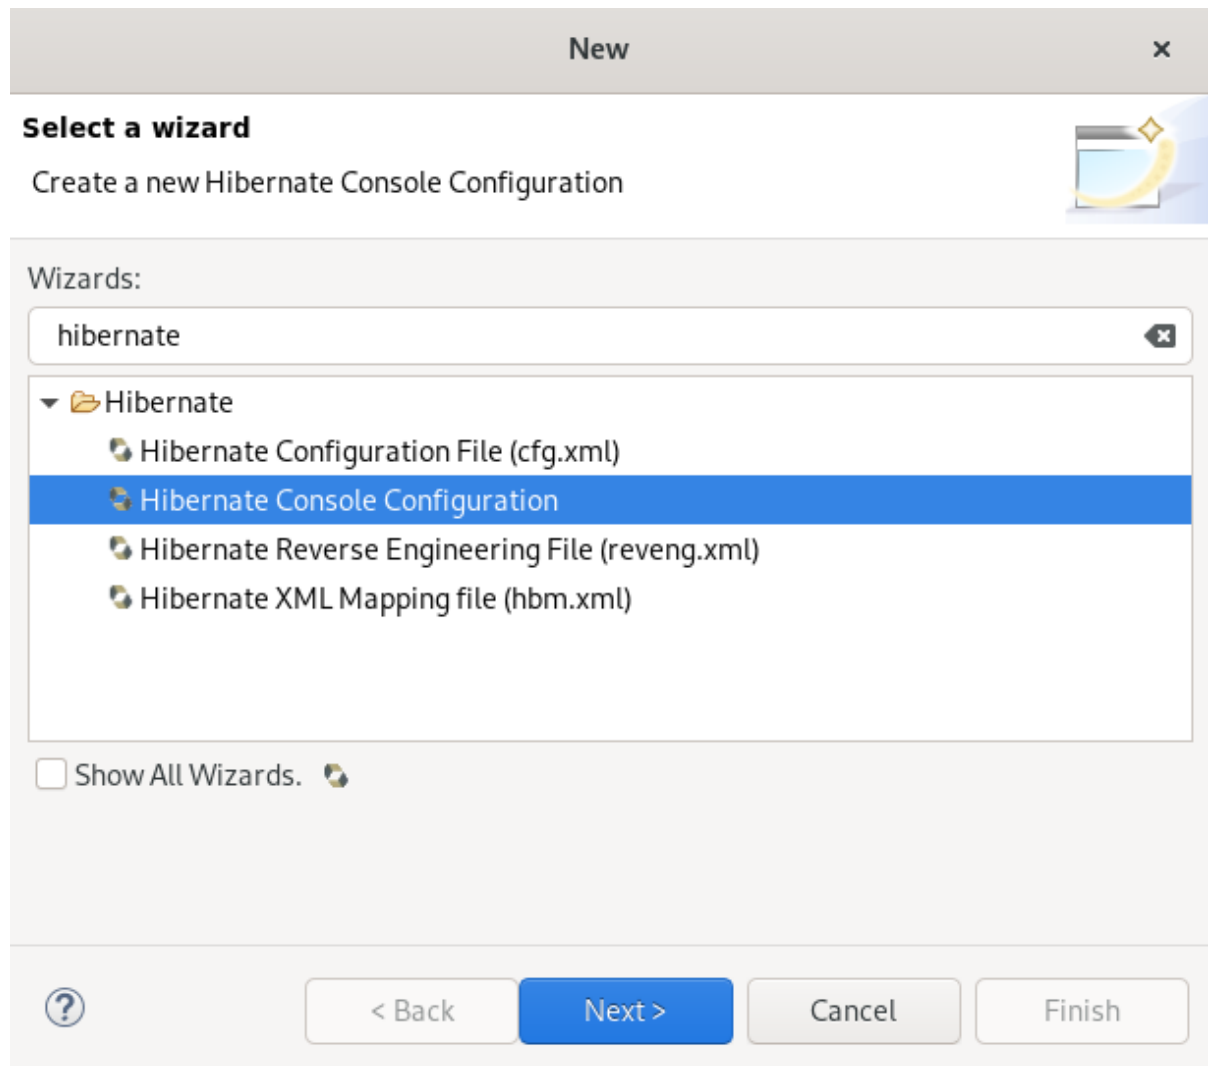 New
Select a wizard
Create a new Hibernate Console Configuration
Wizards:
hibernate
Hibernate
Hibernate Configuration File (cfg.xml)
Hibernate Console Configuration
Hibernate Reverse Engineering File (reveng.xml)
Hibernate XML Mapping file (hbm.xml)
Show All Wizards.
? < Back Next > Cancel Finish